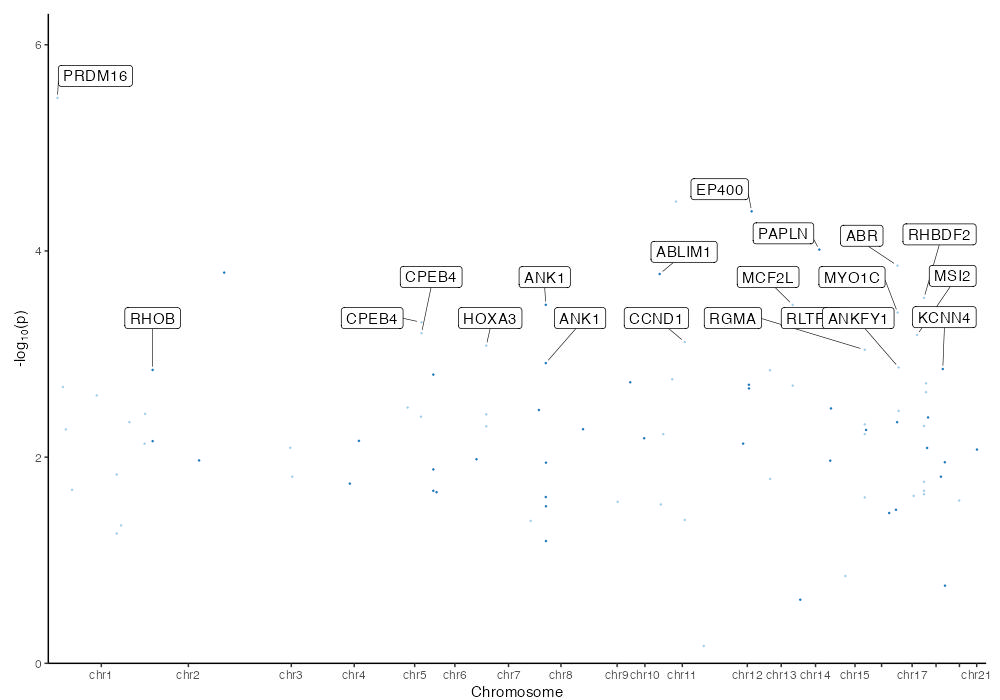 6
PRDM16
EP400
PAPLN
ABR
RHBDF2
4
ABLIM1
CPEB4
ANK1
MCF2L
MYO1C
MSI2
-log10(p)
RHOB
CPEB4
HOXA3
ANK1
CCND1
RGMA
ANKFY1
KCNN4
2
0
chr1
chr2
chr3
chr4
chr5
chr6
chr7
chr8
chr9
chr10
chr11
chr12
chr13
chr14
chr15
chr17
chr21
Chromosome